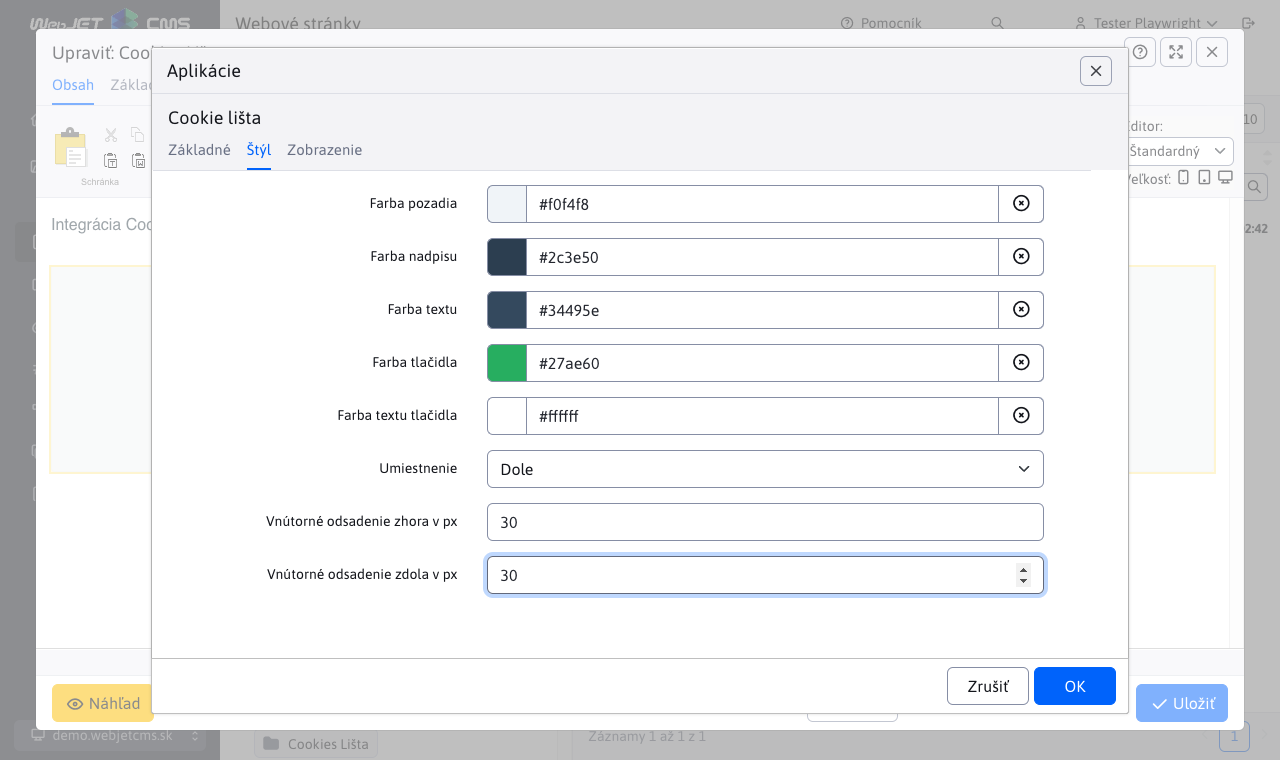 WebJET CMS
Webové stránky
Pomocník
Tester Playwright
Upraviť: Coo
Obsah
Základ
Schránka
Integrácia Coo
Editor:
Štandardný
Veľkosť:
10
2:42
Aplikácie
Cookie lišta
Základné Štýl Zobrazenie
Farba pozadia #f0f4f8
Farba nadpisu #2c3e50
Farba textu #34495e
Farba tlačidla #27ae60
Farba textu tlačidla #ffffff
Umiestnenie Dole
Vnútorné odsadenie zhora v px 30
Vnútorné odsadenie zdola v px 30
Zrušiť OK
Náhľad
Uložiť
demo.webjetcms.sk
Cookies Lišta
Záznamy 1 až 1 z 1
1